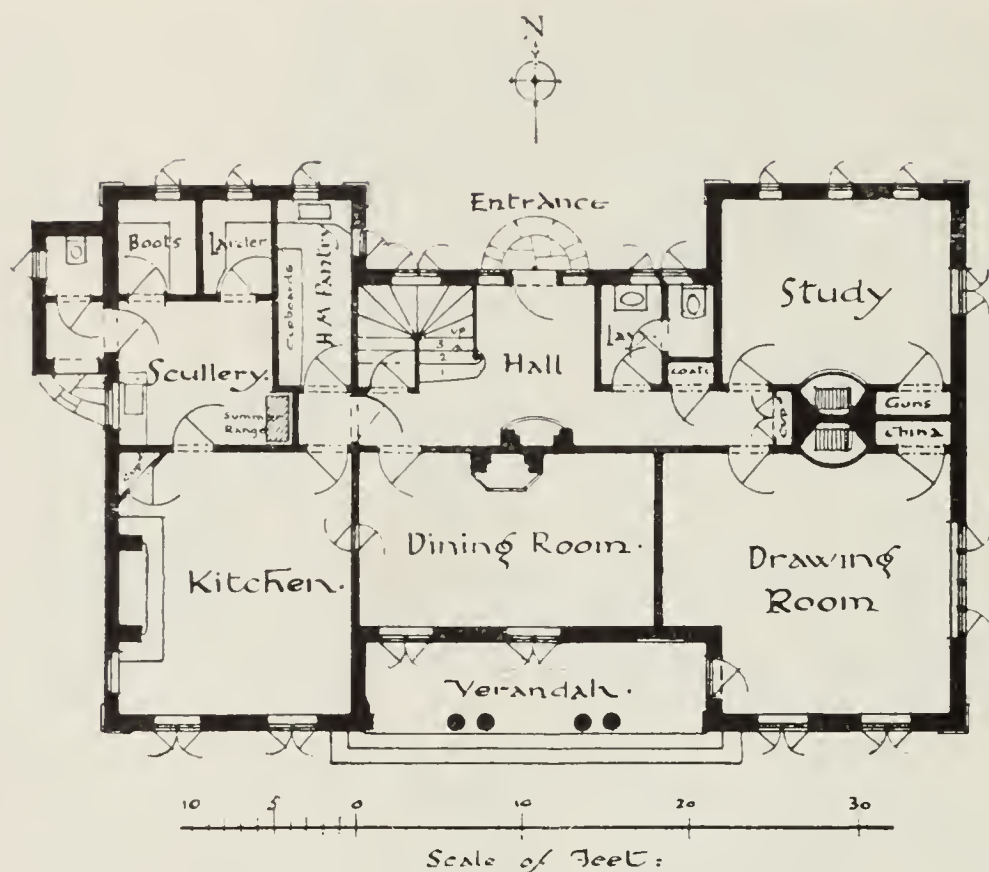 N
Entrance
Boots
Larder
H.M. Pantry
Cupboards
Study
Up
3
2
1
Hall
Lav.
Coats
Scullery.
Summer
Range
Cup
Guns
China
Kitchen.
Dining Room.
Drawing
Room
Verandah.
10 5 0 10 20 30
Scale of Feet: